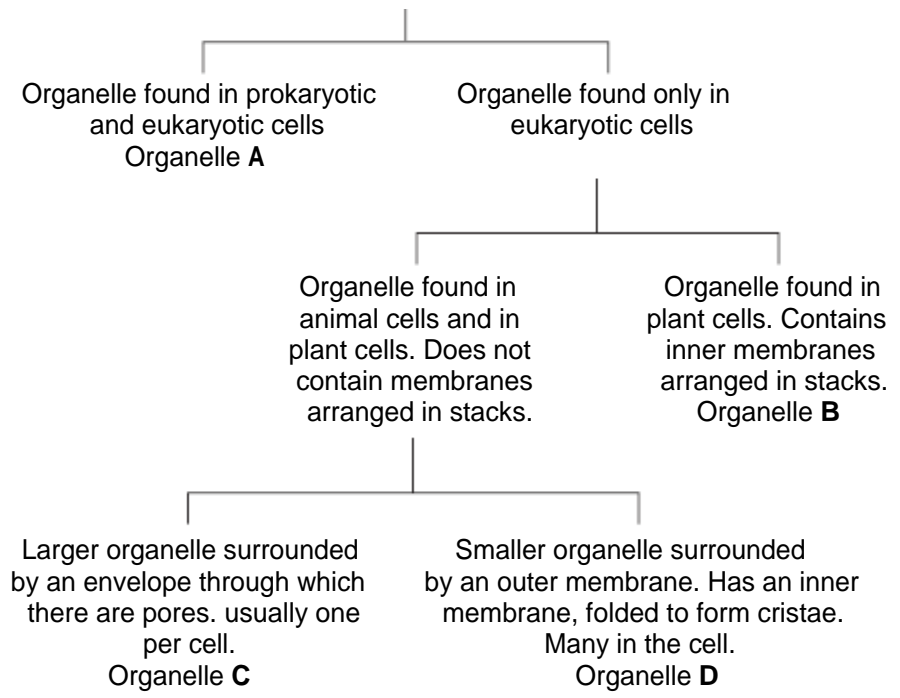 Organelle found in prokaryotic
and eukaryotic cells
Organelle A
Organelle found only in
eukaryotic cells
Organelle found in
animal cells and in
plant cells. Does not
contain membranes
arranged in stacks.
Organelle found in
plant cells. Contains
inner membranes
arranged in stacks.
Organelle B
Larger organelle surrounded
by an envelope through which
there are pores. usually one
per cell.
Organelle C
Smaller organelle surrounded
by an outer membrane. Has an inner
membrane, folded to form cristae.
Many in the cell.
Organelle D